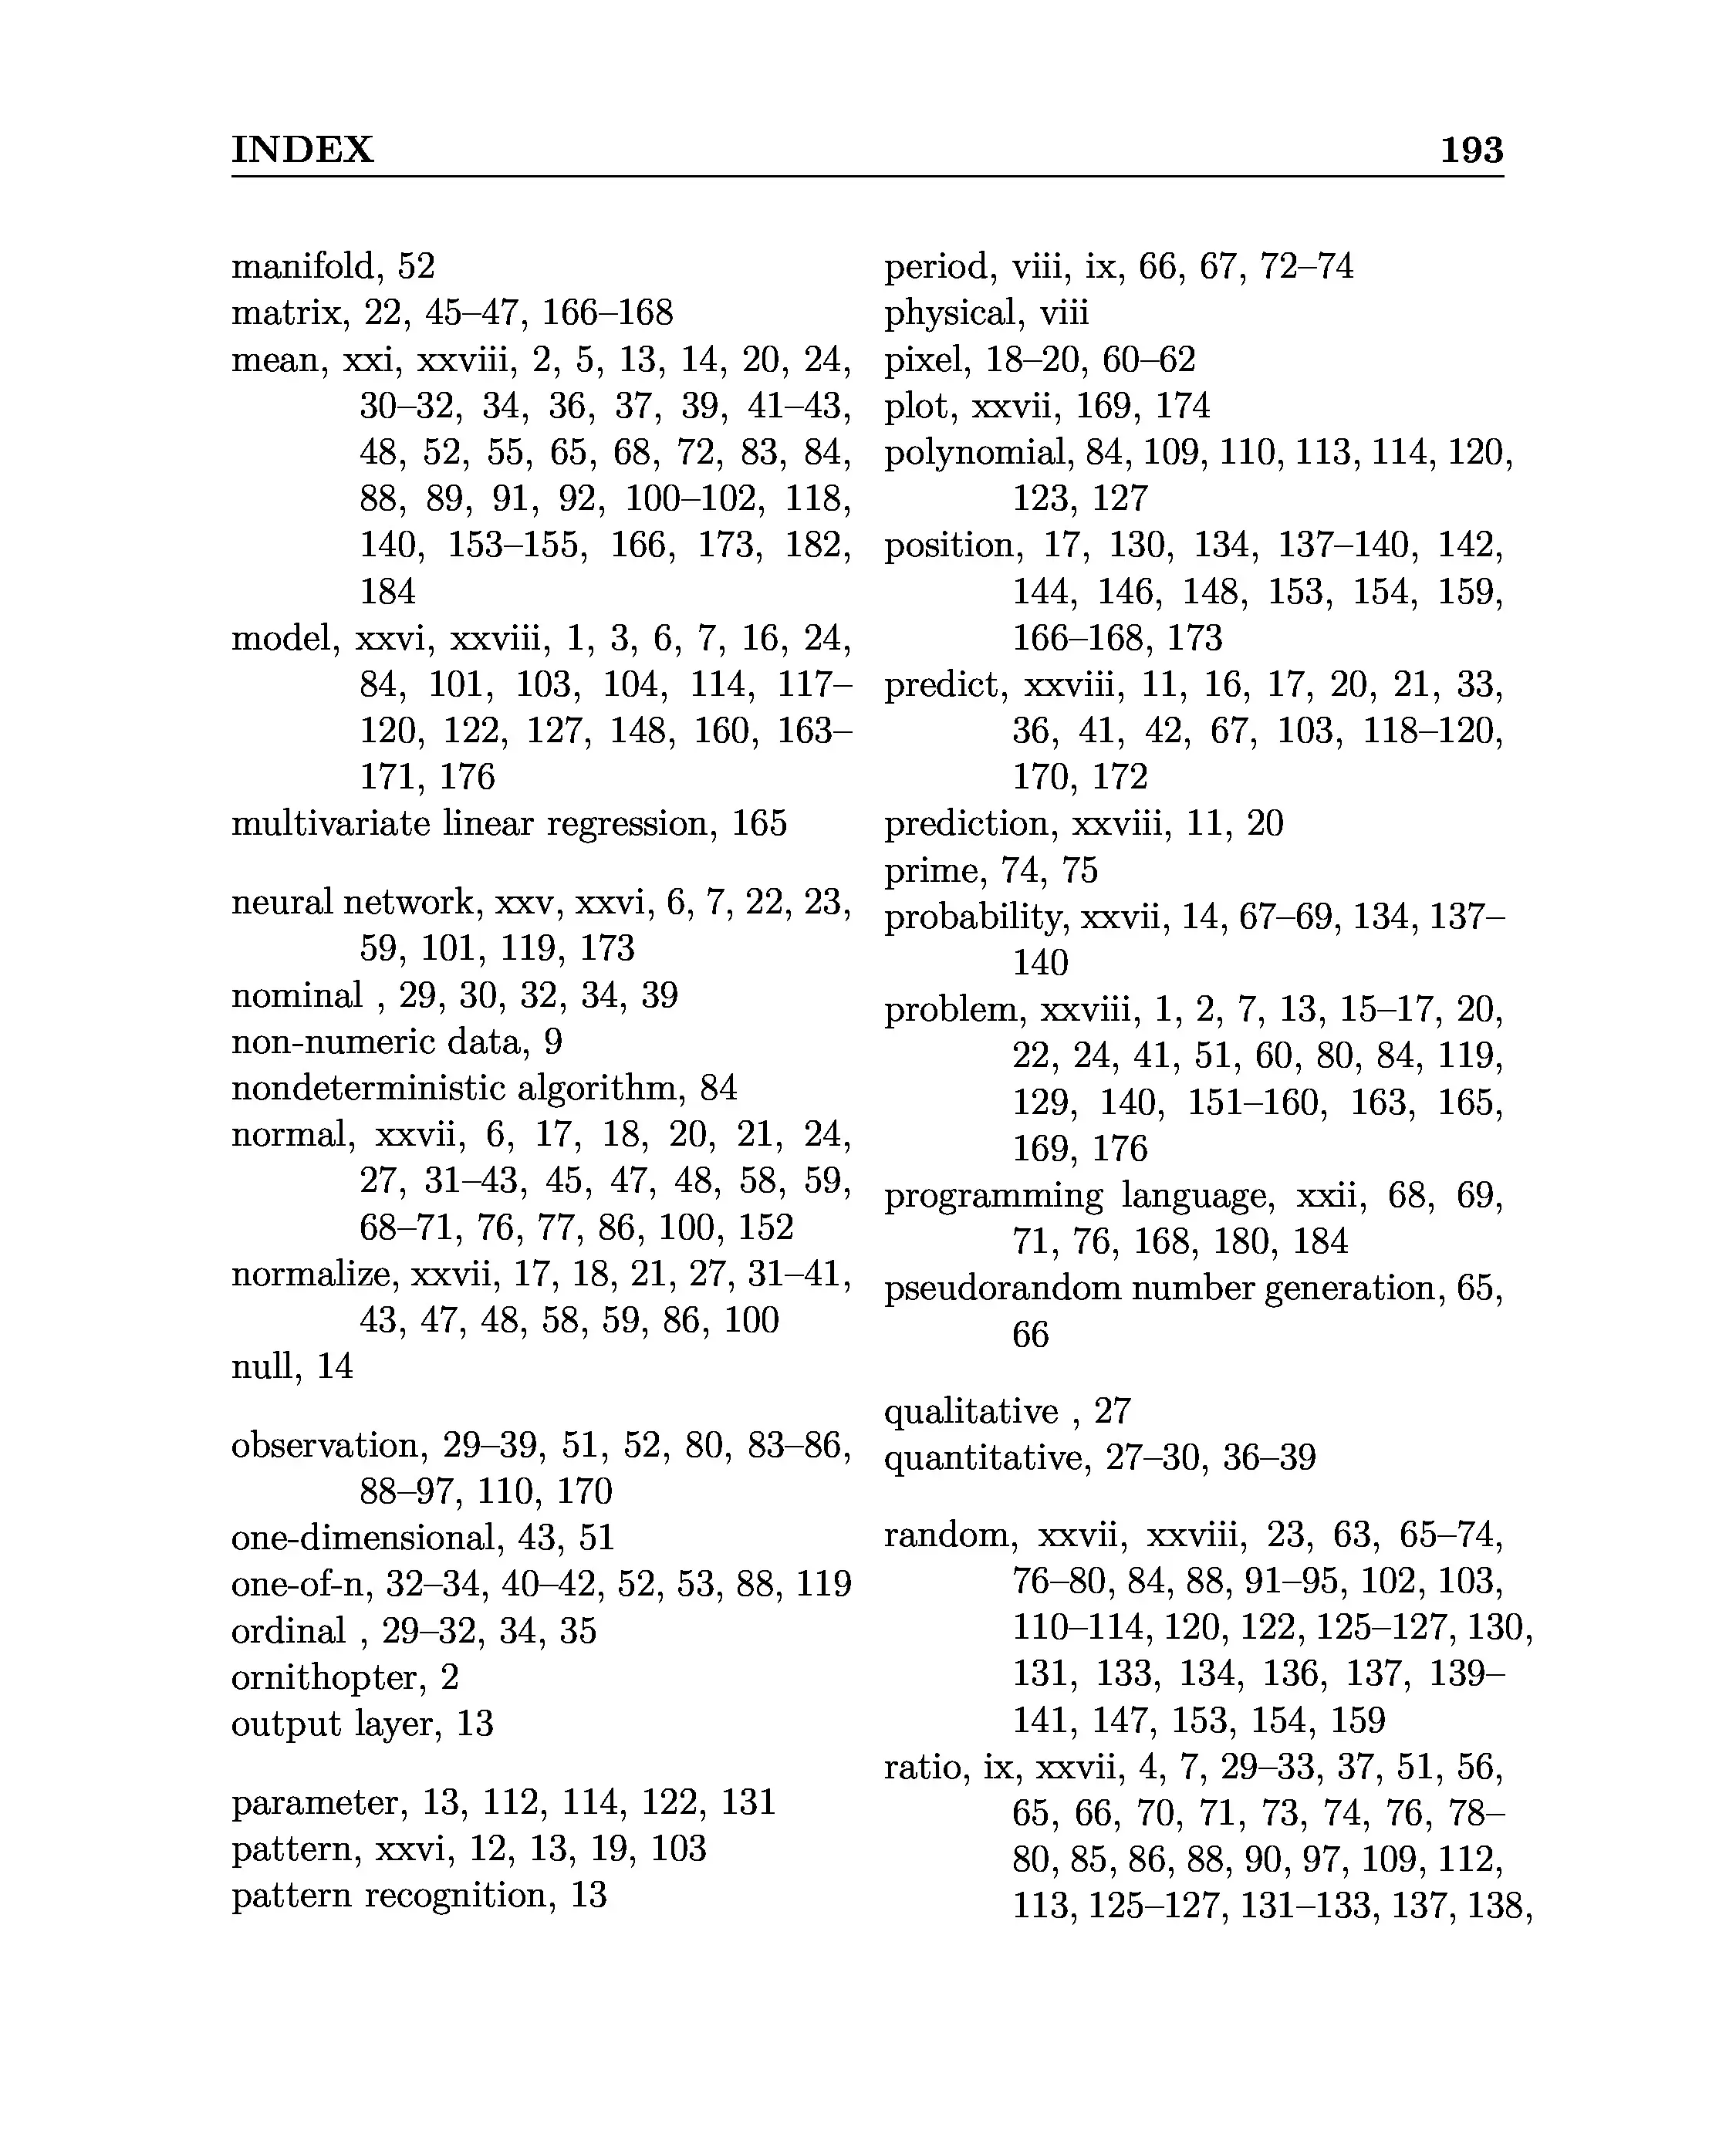 INDEX 193
manifold, 52
matrix, 22, 45–47, 166–168
mean, xxi, xxviii, 2, 5, 13, 14, 20, 24,
30–32, 34, 36, 37, 39, 41–43,
48, 52, 55, 65, 68, 72, 83, 84,
88, 89, 91, 92, 100–102, 118,
140, 153–155, 166, 173, 182,
184
model, xxvi, xxviii, 1, 3, 6, 7, 16, 24,
84, 101, 103, 104, 114, 117–
120, 122, 127, 148, 160, 163–
171, 176
multivariate linear regression, 165
neural network, xxv, xxvi, 6, 7, 22, 23,
59, 101, 119, 173
nominal , 29, 30, 32, 34, 39
non-numeric data, 9
nondeterministic algorithm, 84
normal, xxvii, 6, 17, 18, 20, 21, 24,
27, 31–43, 45, 47, 48, 58, 59,
68–71, 76, 77, 86, 100, 152
normalize, xxvii, 17, 18, 21, 27, 31–41,
43, 47, 48, 58, 59, 86, 100
null, 14
observation, 29–39, 51, 52, 80, 83–86,
88–97, 110, 170
one-dimensional, 43, 51
one-of-n, 32–34, 40–42, 52, 53, 88, 119
ordinal , 29–32, 34, 35
ornithopter, 2
output layer, 13
parameter, 13, 112, 114, 122, 131
pattern, xxvi, 12, 13, 19, 103
pattern recognition, 13
period, viii, ix, 66, 67, 72–74
physical, viii
pixel, 18–20, 60–62
plot, xxvii, 169, 174
polynomial, 84, 109, 110, 113, 114, 120,
123, 127
position, 17, 130, 134, 137–140, 142,
144, 146, 148, 153, 154, 159,
166–168, 173
predict, xxviii, 11, 16, 17, 20, 21, 33,
36, 41, 42, 67, 103, 118–120,
170, 172
prediction, xxviii, 11, 20
prime, 74, 75
probability, xxvii, 14, 67–69, 134, 137–
140
problem, xxviii, 1, 2, 7, 13, 15–17, 20,
22, 24, 41, 51, 60, 80, 84, 119,
129, 140, 151–160, 163, 165,
169, 176
programming language, xxii, 68, 69,
71, 76, 168, 180, 184
pseudorandom number generation, 65,
66
qualitative , 27
quantitative, 27–30, 36–39
random, xxvii, xxviii, 23, 63, 65–74,
76–80, 84, 88, 91–95, 102, 103,
110–114, 120, 122, 125–127, 130,
131, 133, 134, 136, 137, 139–
141, 147, 153, 154, 159
ratio, ix, xxvii, 4, 7, 29–33, 37, 51, 56,
65, 66, 70, 71, 73, 74, 76, 78–
80, 85, 86, 88, 90, 97, 109, 112,
113, 125–127, 131–133, 137, 138,